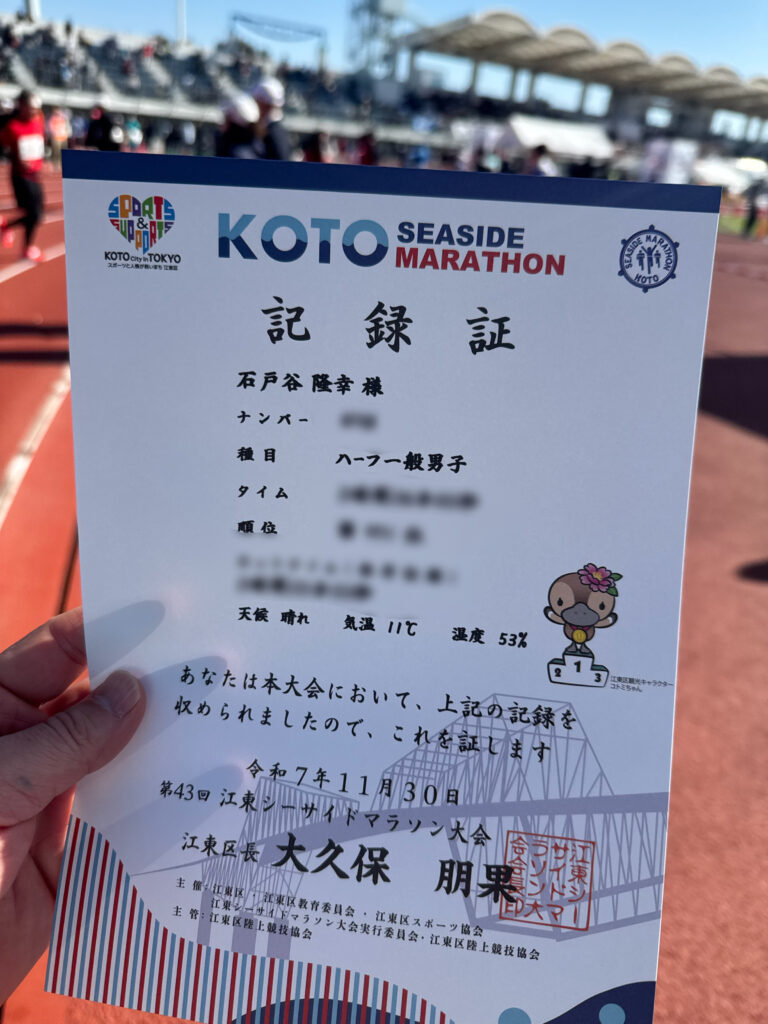 SPORTS
&
SUPPORTS
KOTO City in TOKYO
スポーツと人情が熱いまち 江東区
KOTO SEASIDE
MARATHON
SEASIDE MARATHON
KOTO
記録証
石戸谷 隆幸 様
ナンバー
種目 ハーフ一般男子
タイム
順位
天候 晴れ 気温 11℃ 湿度 53%
2 1 3
江東区観光キャラクター
コトミちゃん
あなたは本大会において、上記の記録を
収められましたので、これを証します
令和7年11月30日
第43回 江東シーサイドマラソン大会
江東区長 大久保 朋果
江東シー
サイドマ
ラソン大
会会長印
主催:江東区・江東区教育委員会・江東区スポーツ協会
江東シーサイドマラソン大会実行委員会・江東区陸上競技協会
主管:江東区陸上競技協会